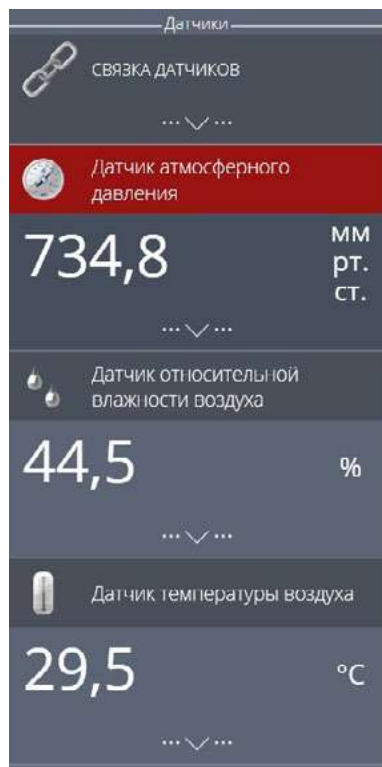 Датчики
СВЯЗКА ДАТЧИКОВ
Датчик атмосферного
давления
734,8
мм
рт.
ст.
Датчик относительной
влажности воздуха
44,5
%
Датчик температуры воздуха
29,5
°C